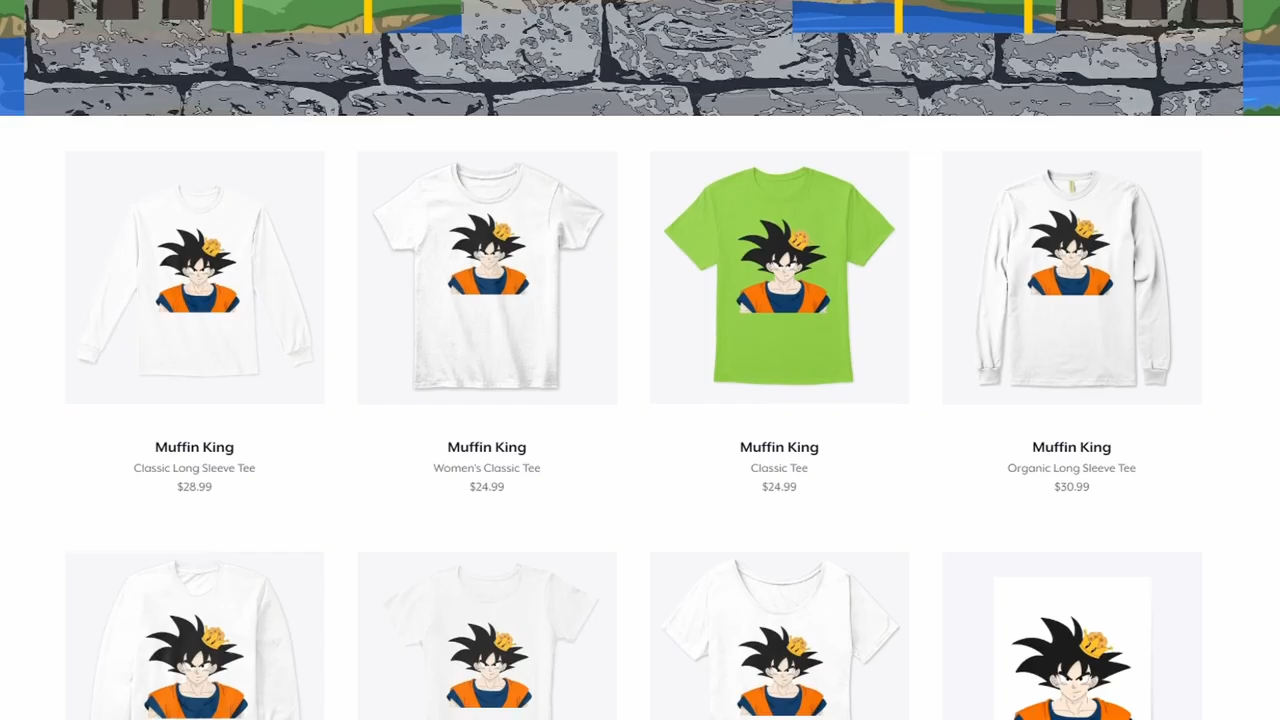 Muffin King
Classic Long Sleeve Tee
$28.99
Muffin King
Women's Classic Tee
$24.99
Muffin King
Classic Tee
$24.99
Muffin King
Organic Long Sleeve Tee
$30.99